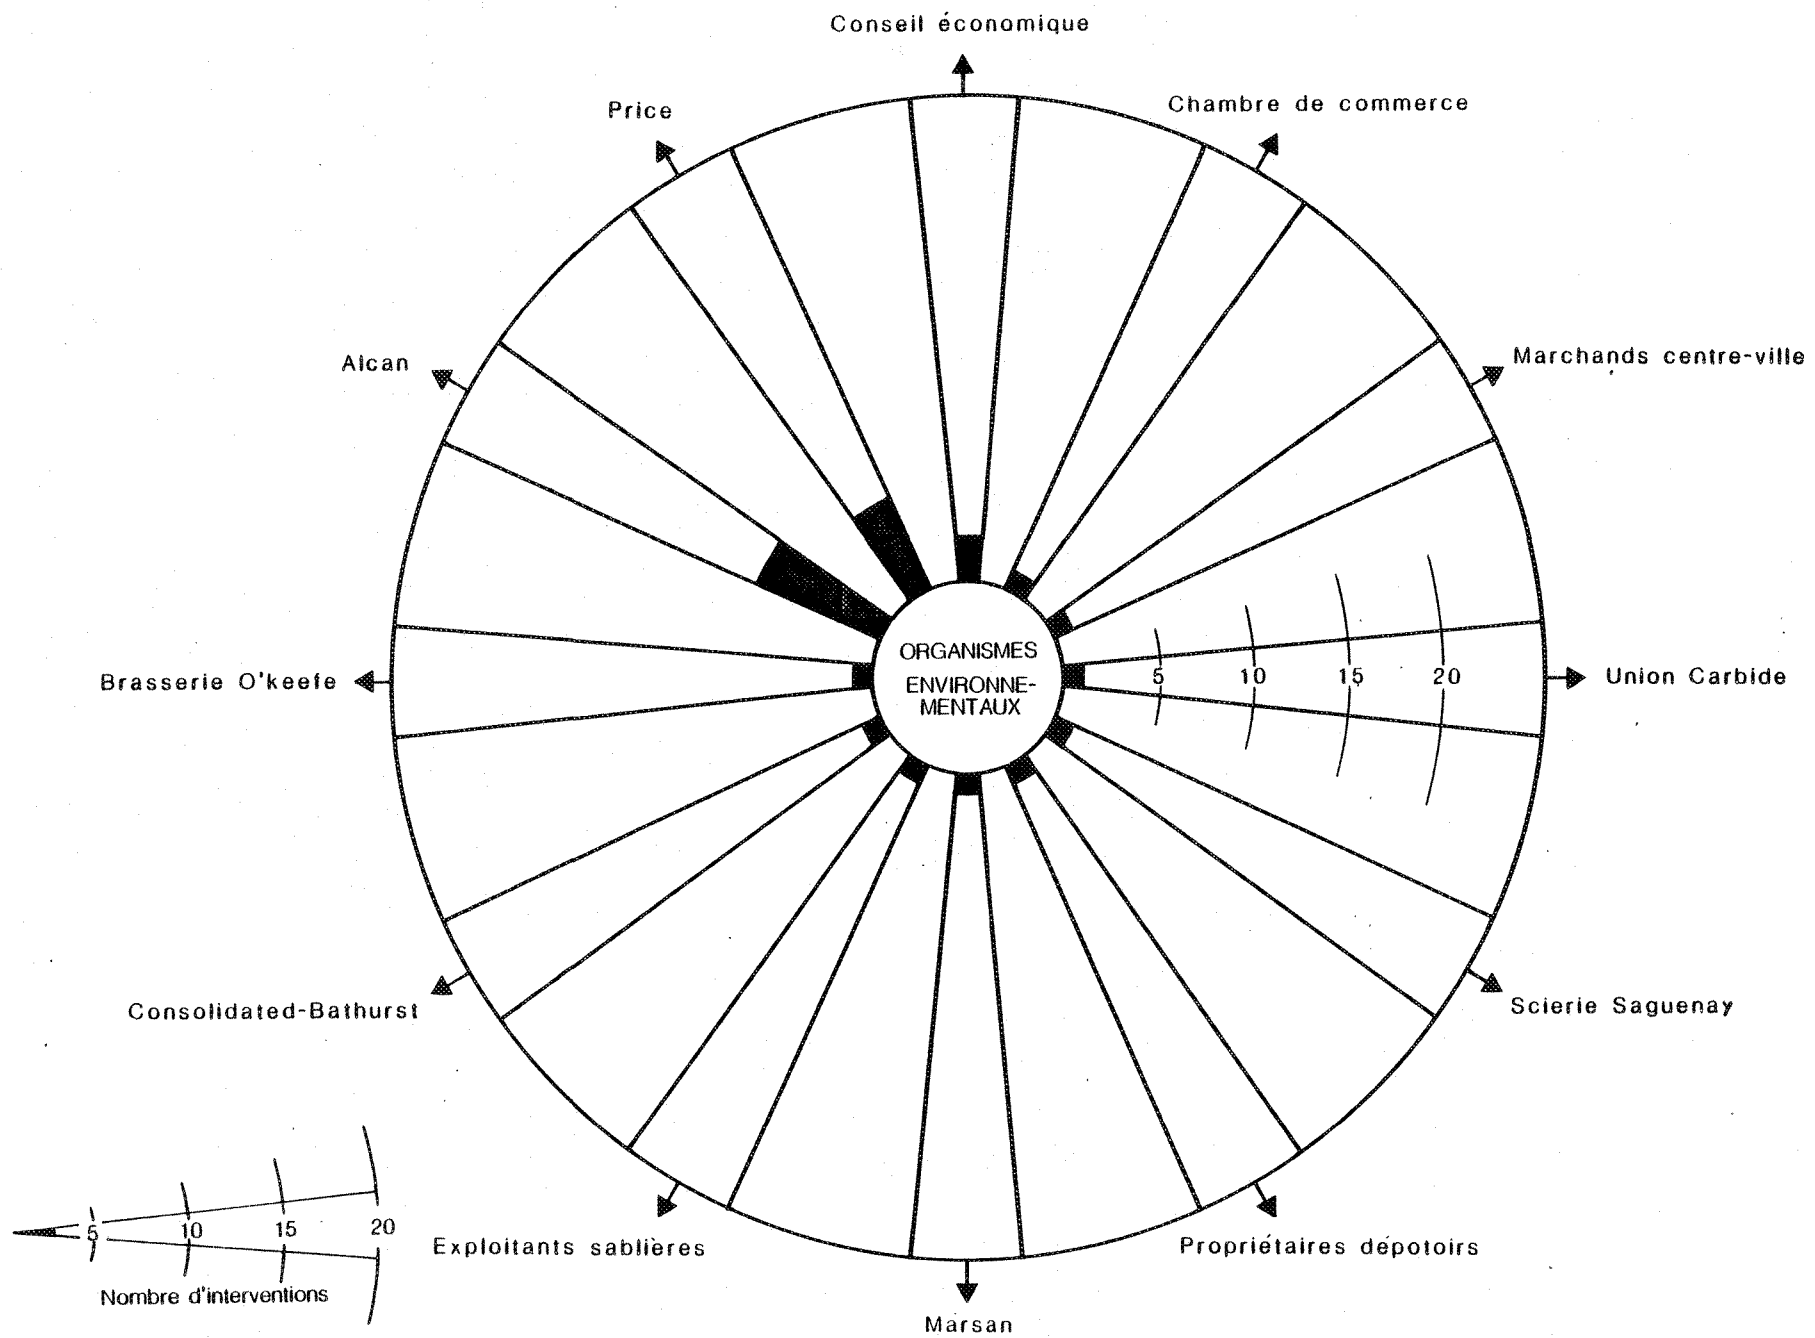 Conseil économique
Price
Chambre de commerce
Alcan
Marchands centre-ville
ORGANISMES
ENVIRONNE-
MENTAUX
5 10 15 20
Union Carbide
Brasserie O'keefe
Consolidated-Bathurst
Scierie Saguenay
5 10 15 20
Nombre d'interventions
Exploitants sablières
Propriétaires dépotoirs
Marsan